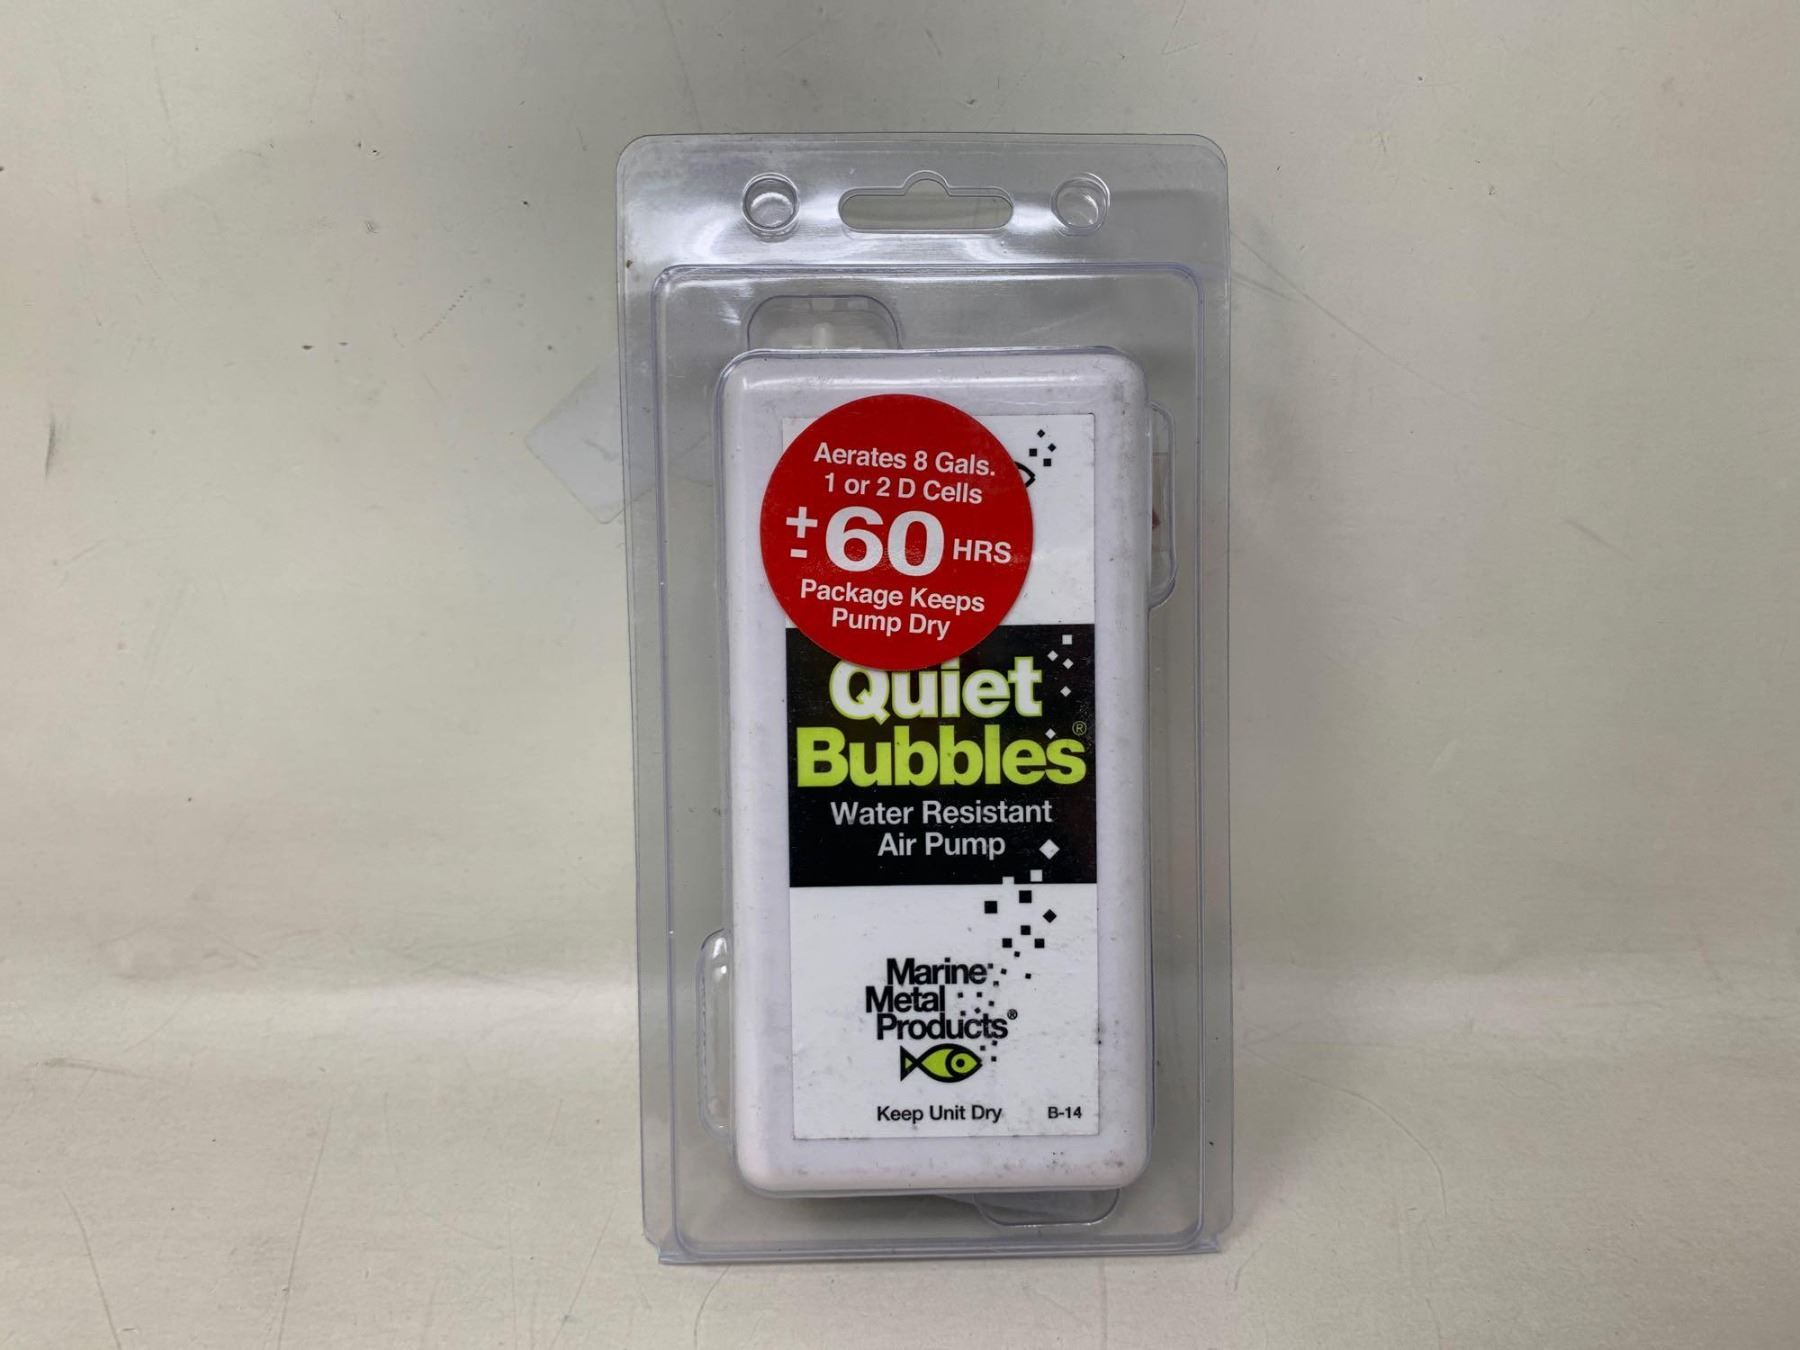 Aerates 8 Gals.
1 or 2 D Cells
±60 HRS
Package Keeps
Pump Dry
Quiet
Bubbles®
Water Resistant
Air Pump
Marine
Metal
Products®
Keep Unit Dry B-14